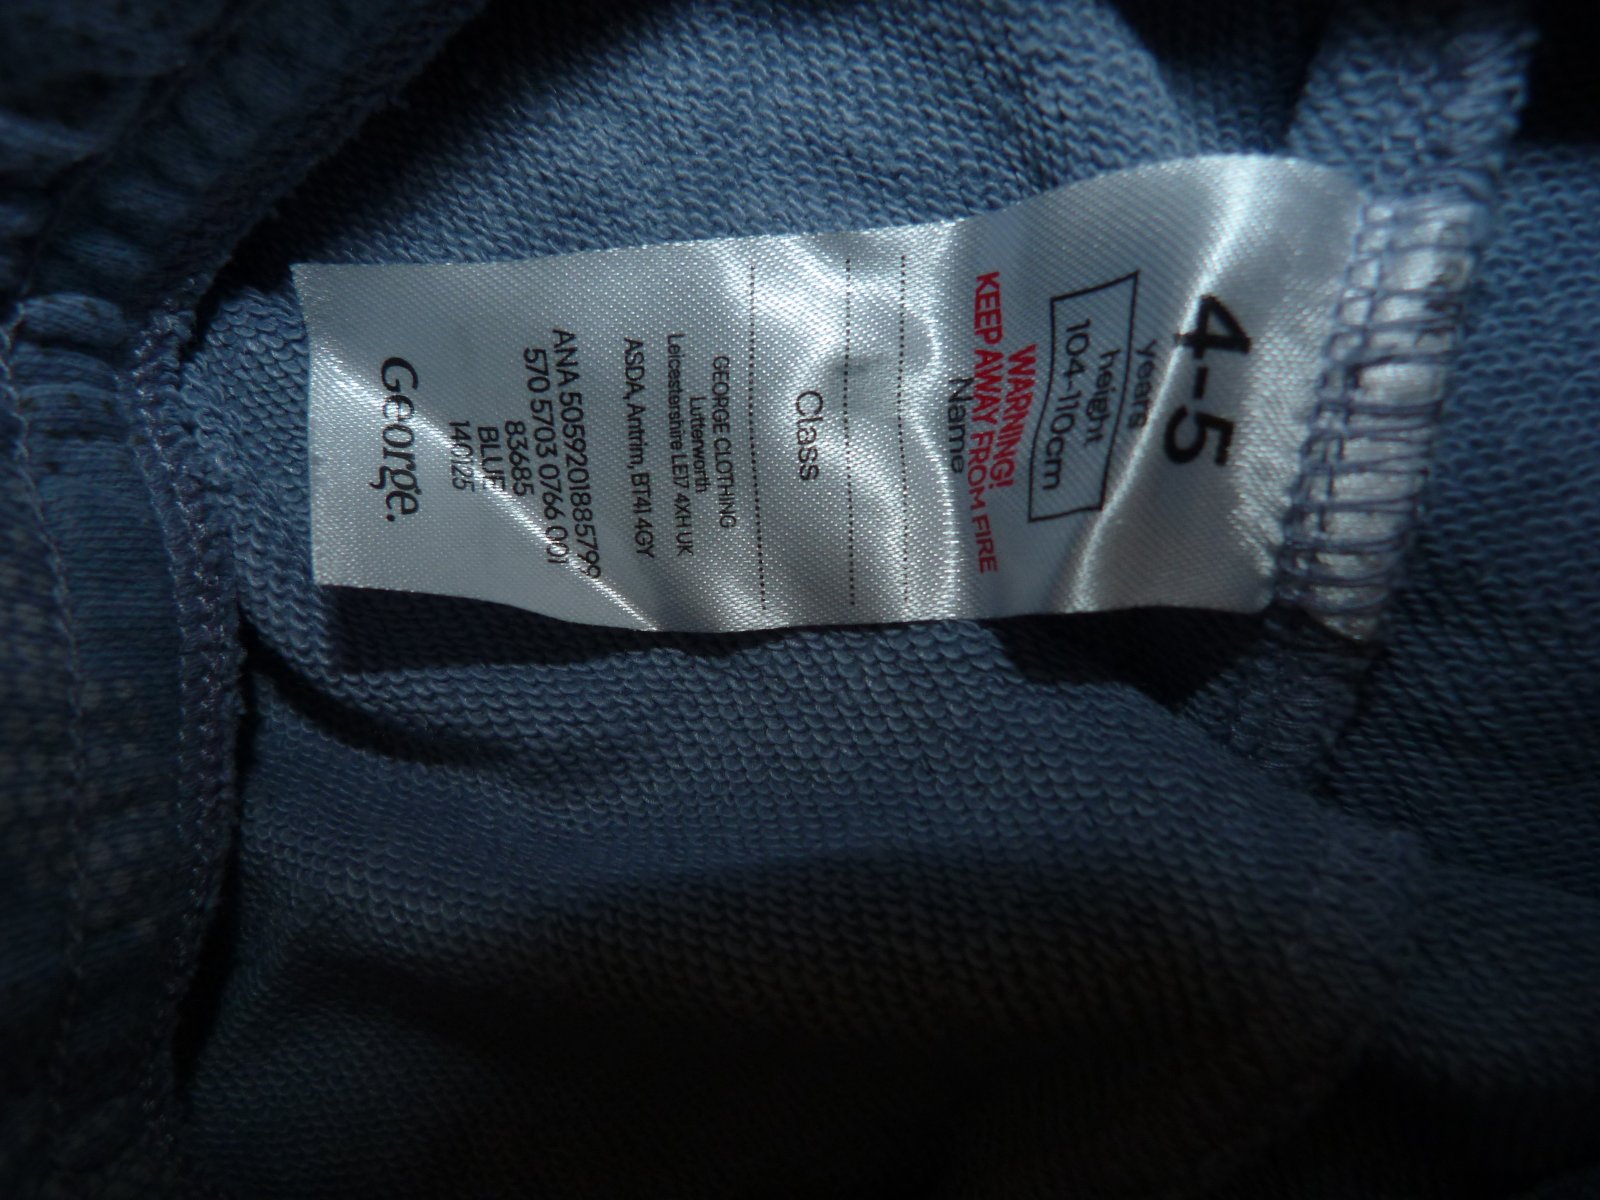 4-5
years
height
104-110cm
WARNING!
KEEP AWAY FROM FIRE
Name
Class
GEORGE CLOTHING
Lutterworth
Leicestershire LE17 4XH UK
ASDA, Antrim, BT41 4GY
ANA 5059201885799
570 5703 0766 001
83685
BLUE
140125
George.